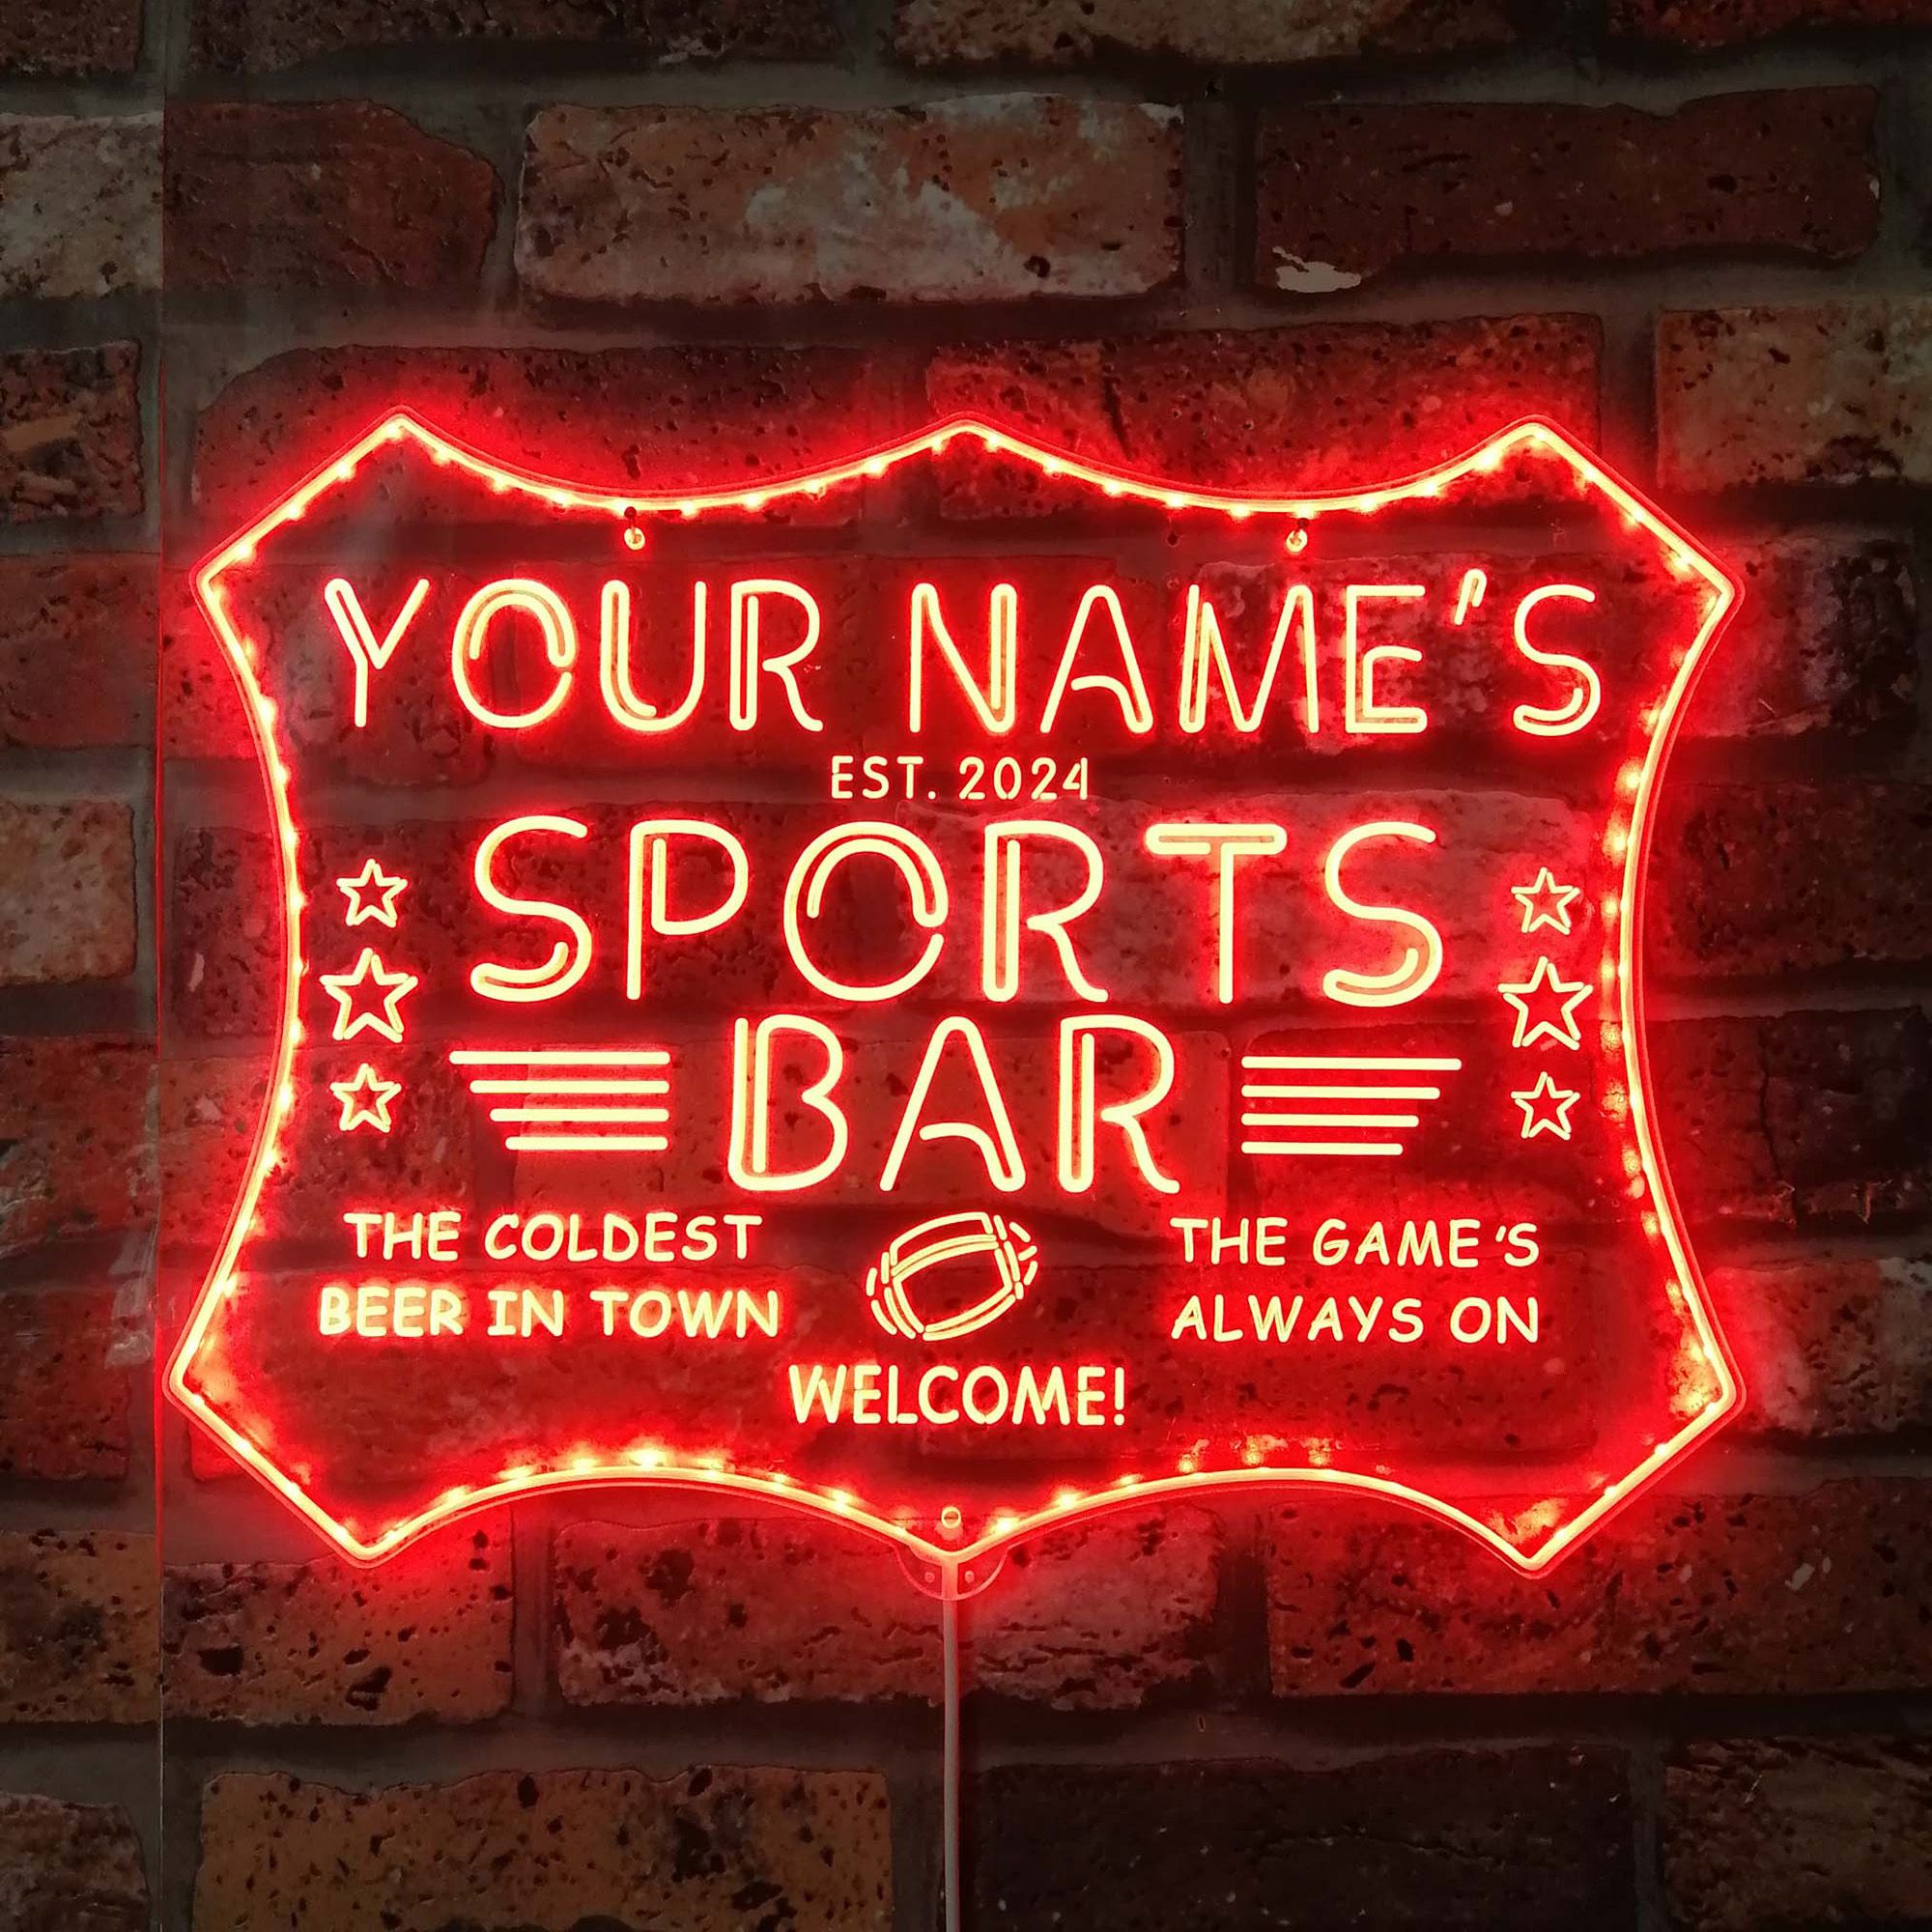 YOUR NAME'S
EST. 2024
SPORTS
BAR
THE COLDEST
BEER IN TOWN
THE GAME'S
ALWAYS ON
WELCOME!